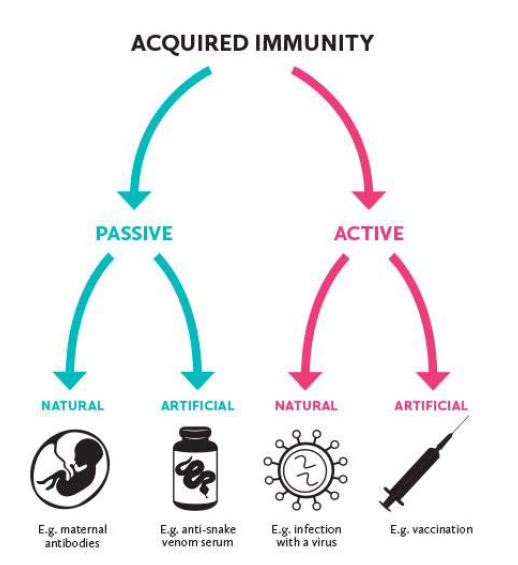 ACQUIRED IMMUNITY
PASSIVE
ACTIVE
NATURAL
ARTIFICIAL
NATURAL
ARTIFICIAL
E.g. maternal
antibodies
E.g. anti-snake
venom serum
E.g. infection
with a virus
E.g. vaccination